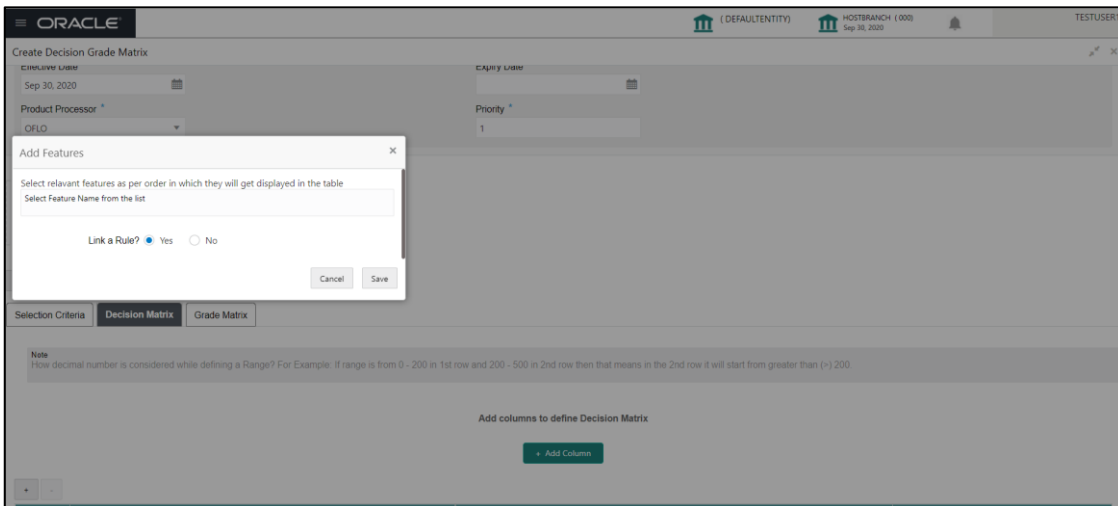 ORACLE
( DEFAULTENTITY)
HOSTBRANCH ( 000)
Sep 30, 2020
TESTUSER1
Create Decision Grade Matrix
Effective Date
Expiry Date
Sep 30, 2020
Product Processor *
Priority *
OFLO
1
Add Features
Select relavant features as per order in which they will get displayed in the table
Select Feature Name from the list
Link a Rule? Yes No
Cancel Save
Selection Criteria Decision Matrix Grade Matrix
Note
How decimal number is considered while defining a Range? For Example: If range is from 0 - 200 in 1st row and 200 - 500 in 2nd row then that means in the 2nd row it will start from greater than (>) 200.
Add columns to define Decision Matrix
+ Add Column
+ -